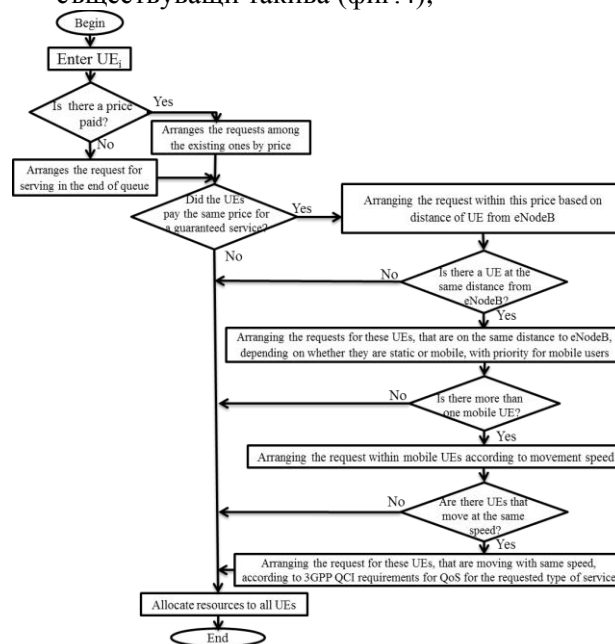 съществуващи такива (фиг.4);
Begin
Enter UEi
Is there a price
paid?
Yes
No
Arranges the requests among
the existing ones by price
Arranges the request for
serving in the end of queue
Did the UEs
pay the same price for
a guaranteed service?
Yes
No
Arranging the request within this price based on
distance of UE from eNodeB
Is there a UE at the
same distance from
eNodeB?
No
Yes
Arranging the requests for these UEs, that are on the same distance to eNodeB,
depending on whether they are static or mobile, with priority for mobile users
Is there more than
one mobile UE?
No
Yes
Arranging the request within mobile UEs according to movement speed
Are there UEs that
move at the same
speed?
No
Yes
Arranging the request for these UEs, that are moving with same speed,
according to 3GPP QCI requirements for QoS for the requested type of service
Allocate resources to all UEs
End